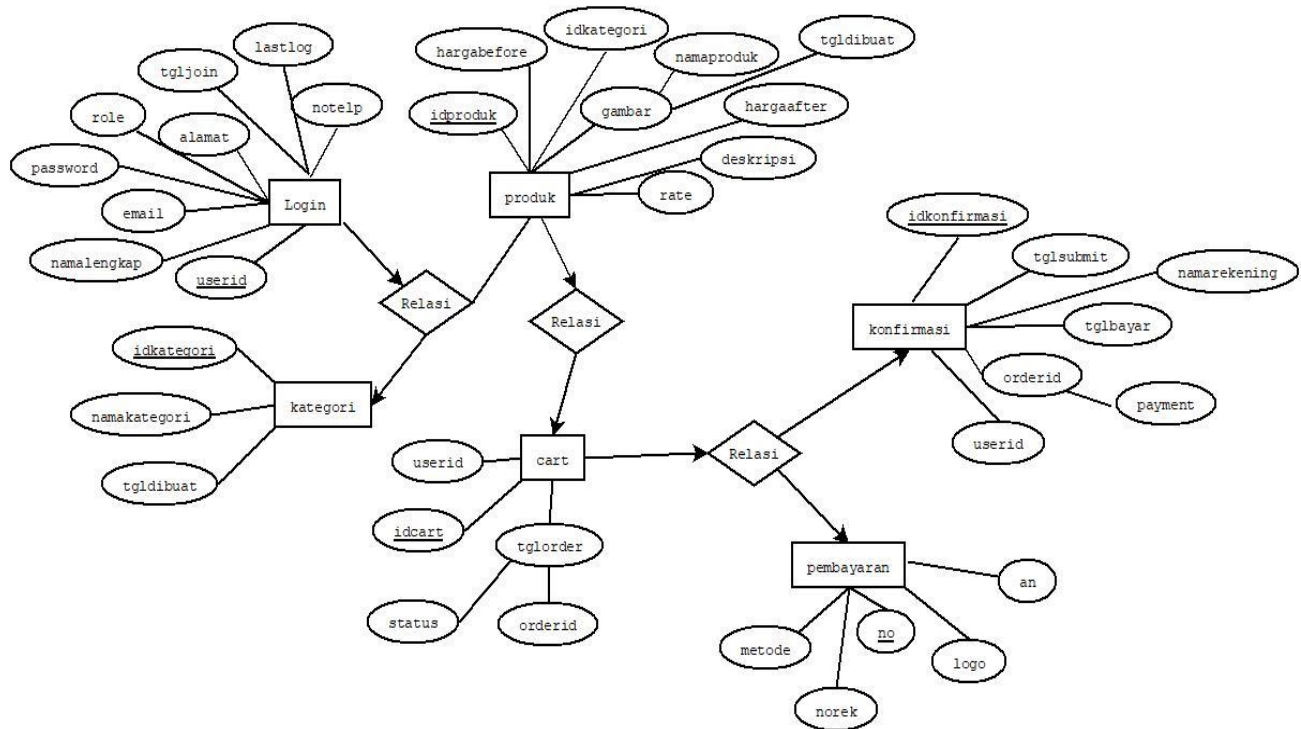 lastlog
hargabefore
idkategori
namaproduk
tgldibuat
tgljoin
notelp
role
alamat
idproduk
gambar
hargaafter
password
deskripsi
email
Login
produk
rate
namalengkap
userid
idkonfirmasi
tglsubmit
namarekening
Relasi
Relasi
konfirmasi
tglbayar
idkategori
orderid
payment
namakategori
kategori
userid
tgldibuat
userid
cart
Relasi
idcart
tglorder
pembayaran
an
status
orderid
metode
no
logo
norek